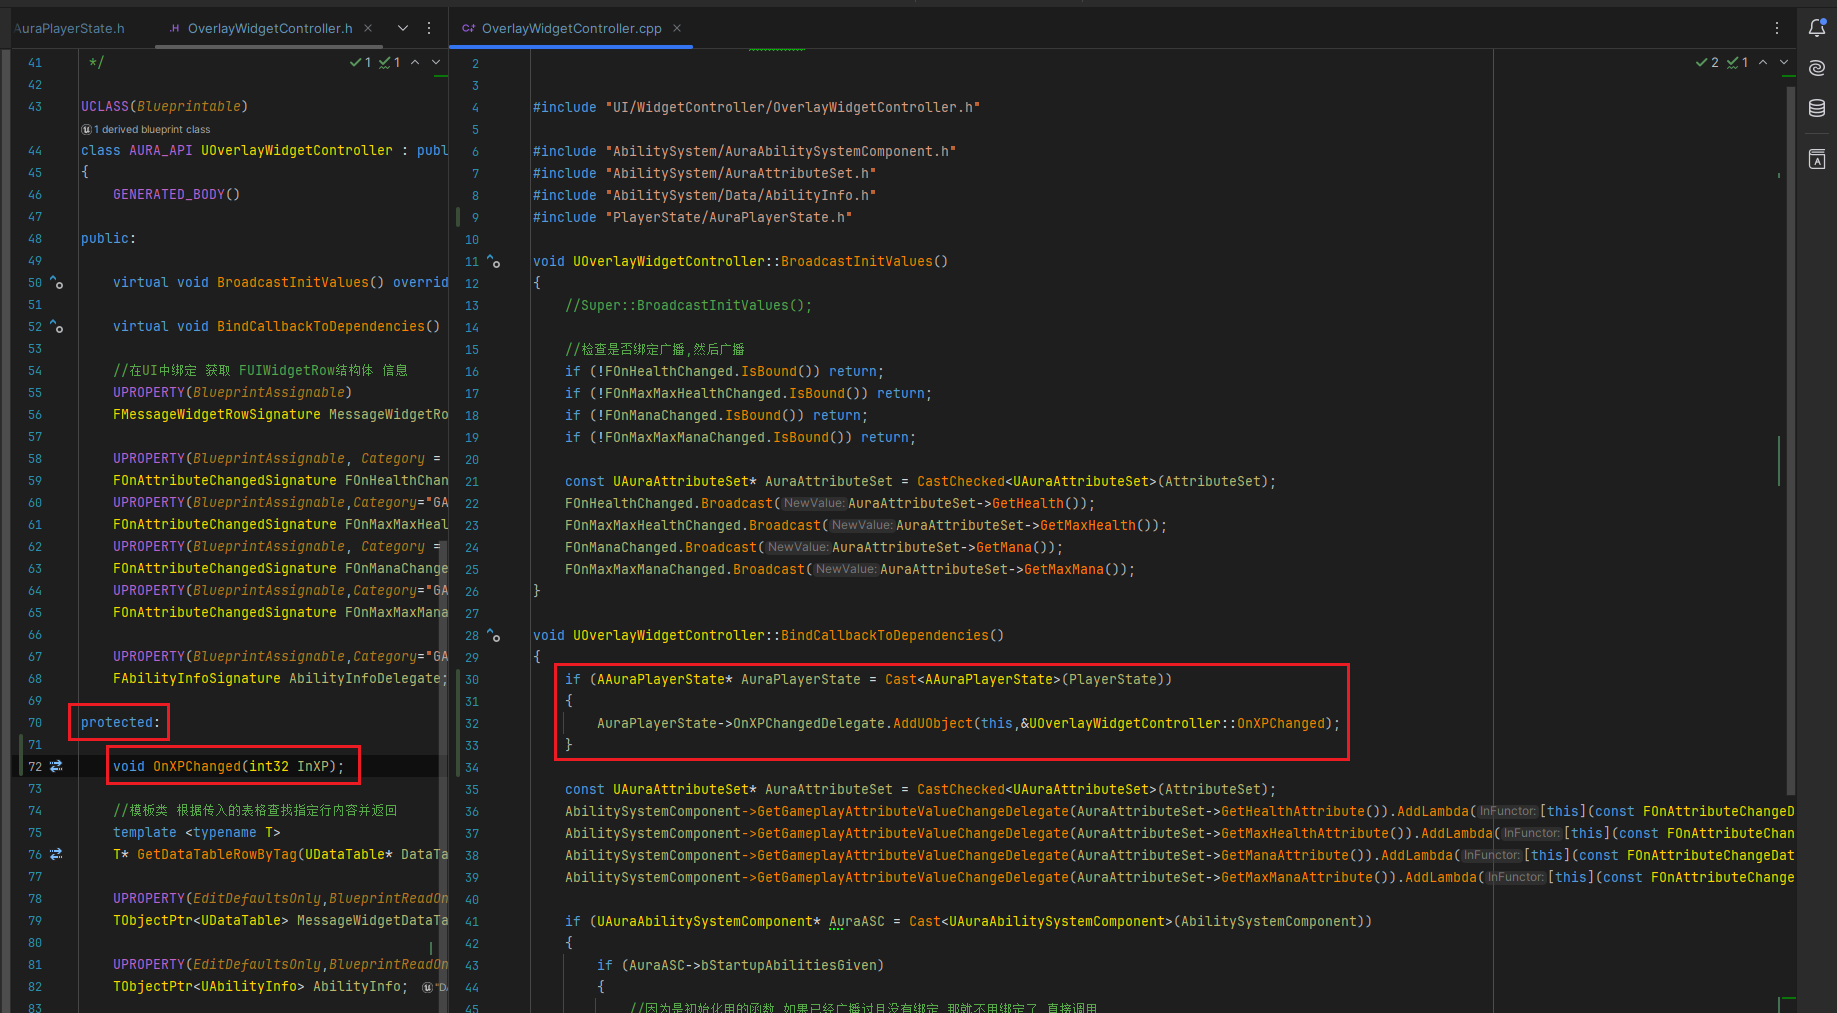 AuraPlayerState.h
OverlayWidgetController.h
41 */
1 1
42
43 UCLASS(Blueprintable)
1 derived blueprint class
44 class AURA_API UOverlayWidgetController : publ
45 {
46 GENERATED_BODY()
47
48 public:
49
50 virtual void BroadcastInitValues() overrid
51
52 virtual void BindCallbackToDependencies()
53
54 //在UI中绑定 获取 FUIWidgetRow结构体 信息
55 UPROPERTY(BlueprintAssignable)
56 FMessageWidgetRowSignature MessageWidgetRo
57
58 UPROPERTY(BlueprintAssignable, Category =
59 FOnAttributeChangedSignature FOnHealthChan
60 UPROPERTY(BlueprintAssignable,Category="GA
61 FOnAttributeChangedSignature FOnMaxMaxHeal
62 UPROPERTY(BlueprintAssignable, Category =
63 FOnAttributeChangedSignature FOnManaChange
64 UPROPERTY(BlueprintAssignable,Category="GA
65 FOnAttributeChangedSignature FOnMaxMaxMana
66
67 UPROPERTY(BlueprintAssignable,Category="GA
68 FAbilityInfoSignature AbilityInfoDelegate;
69
70 protected:
71
72 void OnXPChanged(int32 InXP);
73
74 //模板类 根据传入的表格查找指定行内容并返回
75 template <typename T>
76 T* GetDataTableRowByTag(UDataTable* DataTa
77
78 UPROPERTY(EditDefaultsOnly,BlueprintReadOn
79 TObjectPtr<UDataTable> MessageWidgetDataTa
80
81 UPROPERTY(EditDefaultsOnly,BlueprintReadOn
82 TObjectPtr<UAbilityInfo> AbilityInfo; "D
83
C++ OverlayWidgetController.cpp
2
2 1
3
4 #include "UI/WidgetController/OverlayWidgetController.h"
5
6 #include "AbilitySystem/AuraAbilitySystemComponent.h"
7 #include "AbilitySystem/AuraAttributeSet.h"
8 #include "AbilitySystem/Data/AbilityInfo.h"
9 #include "PlayerState/AuraPlayerState.h"
10
11 void UOverlayWidgetController::BroadcastInitValues()
12 {
13 //Super::BroadcastInitValues();
14
15 //检查是否绑定广播,然后广播
16 if (!FOnHealthChanged.IsBound()) return;
17 if (!FOnMaxMaxHealthChanged.IsBound()) return;
18 if (!FOnManaChanged.IsBound()) return;
19 if (!FOnMaxMaxManaChanged.IsBound()) return;
20
21 const UAuraAttributeSet* AuraAttributeSet = CastChecked<UAuraAttributeSet>(AttributeSet);
22 FOnHealthChanged.Broadcast( NewValue: AuraAttributeSet->GetHealth());
23 FOnMaxMaxHealthChanged.Broadcast( NewValue: AuraAttributeSet->GetMaxHealth());
24 FOnManaChanged.Broadcast( NewValue: AuraAttributeSet->GetMana());
25 FOnMaxMaxManaChanged.Broadcast( NewValue: AuraAttributeSet->GetMaxMana());
26 }
27
28 void UOverlayWidgetController::BindCallbackToDependencies()
29 {
30 if (AAuraPlayerState* AuraPlayerState = Cast<AAuraPlayerState>(PlayerState))
31 {
32 AuraPlayerState->OnXPChangedDelegate.AddUObject(this,&UOverlayWidgetController::OnXPChanged);
33 }
34
35 const UAuraAttributeSet* AuraAttributeSet = CastChecked<UAuraAttributeSet>(AttributeSet);
36 AbilitySystemComponent->GetGameplayAttributeValueChangeDelegate(AuraAttributeSet->GetHealthAttribute()).AddLambda( InFunctor: [this](const FOnAttributeChangeD
37 AbilitySystemComponent->GetGameplayAttributeValueChangeDelegate(AuraAttributeSet->GetMaxHealthAttribute()).AddLambda( InFunctor: [this](const FOnAttributeChan
38 AbilitySystemComponent->GetGameplayAttributeValueChangeDelegate(AuraAttributeSet->GetManaAttribute()).AddLambda( InFunctor: [this](const FOnAttributeChangeDat
39 AbilitySystemComponent->GetGameplayAttributeValueChangeDelegate(AuraAttributeSet->GetMaxManaAttribute()).AddLambda( InFunctor: [this](const FOnAttributeChange
40
41 if (UAuraAbilitySystemComponent* AuraASC = Cast<UAuraAbilitySystemComponent>(AbilitySystemComponent))
42 {
43 if (AuraASC->bStartupAbilitiesGiven)
44 {
45 //因为是初始化用的函数 如果已经广播过且没有绑定 那就不用绑定了 直接调用